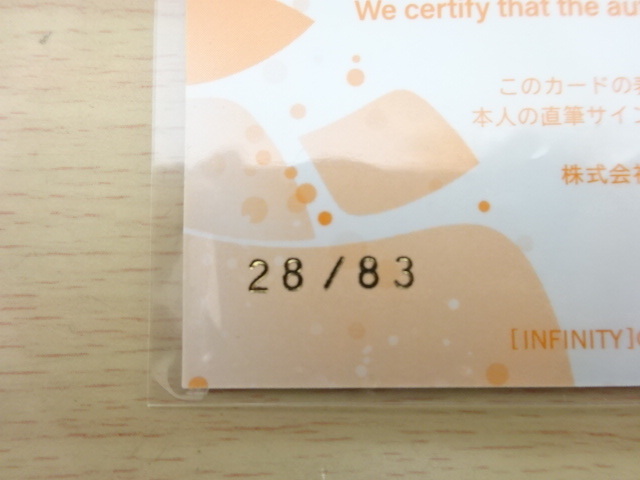 We certify that the
このカードの
本人の直筆サイン
株式会社
28/83
[INFINITY]